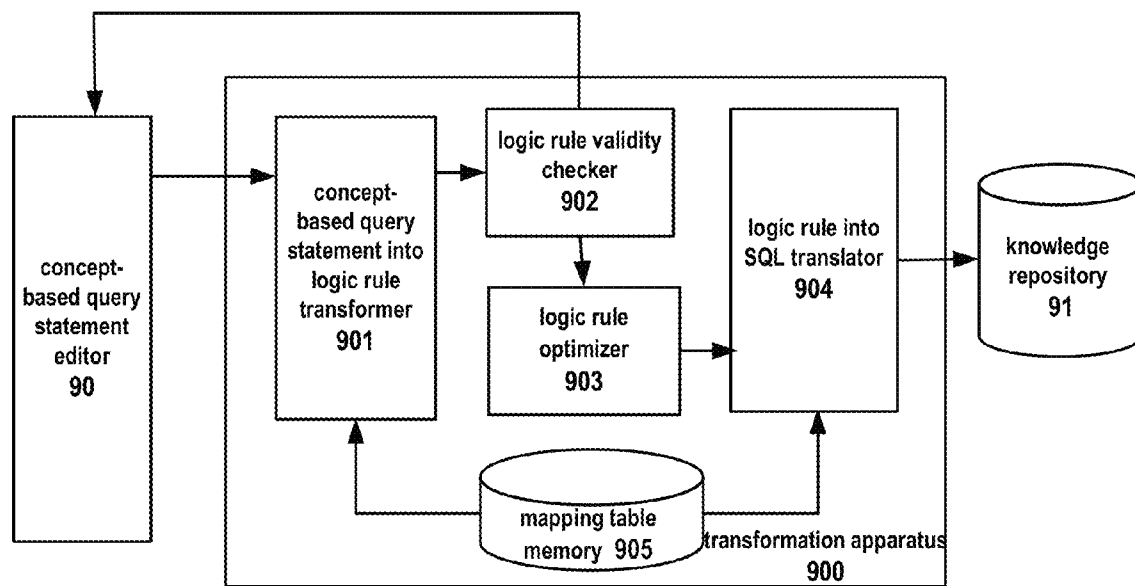 concept-
based query
statement
editor
90
concept-
based query
statement into
logic rule
transformer
901
logic rule validity
checker
902
logic rule
optimizer
903
logic rule into
SQL translator
904
knowledge
repository
91
mapping table
memory 905
transformation apparatus
900